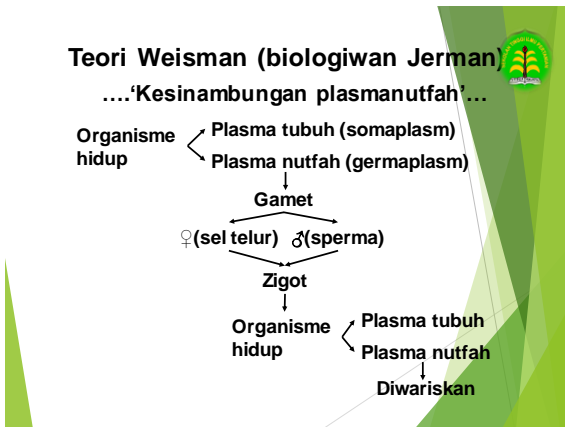 Teori Weisman (biologiwan Jerman)
….‘Kesinambungan plasmanutfah’…
Organisme
hidup
Plasma tubuh (somaplasm)
Plasma nutfah (germaplasm)
Gamet
♀(sel telur) ♂(sperma)
Zigot
Organisme
hidup
Plasma tubuh
Plasma nutfah
Diwariskan